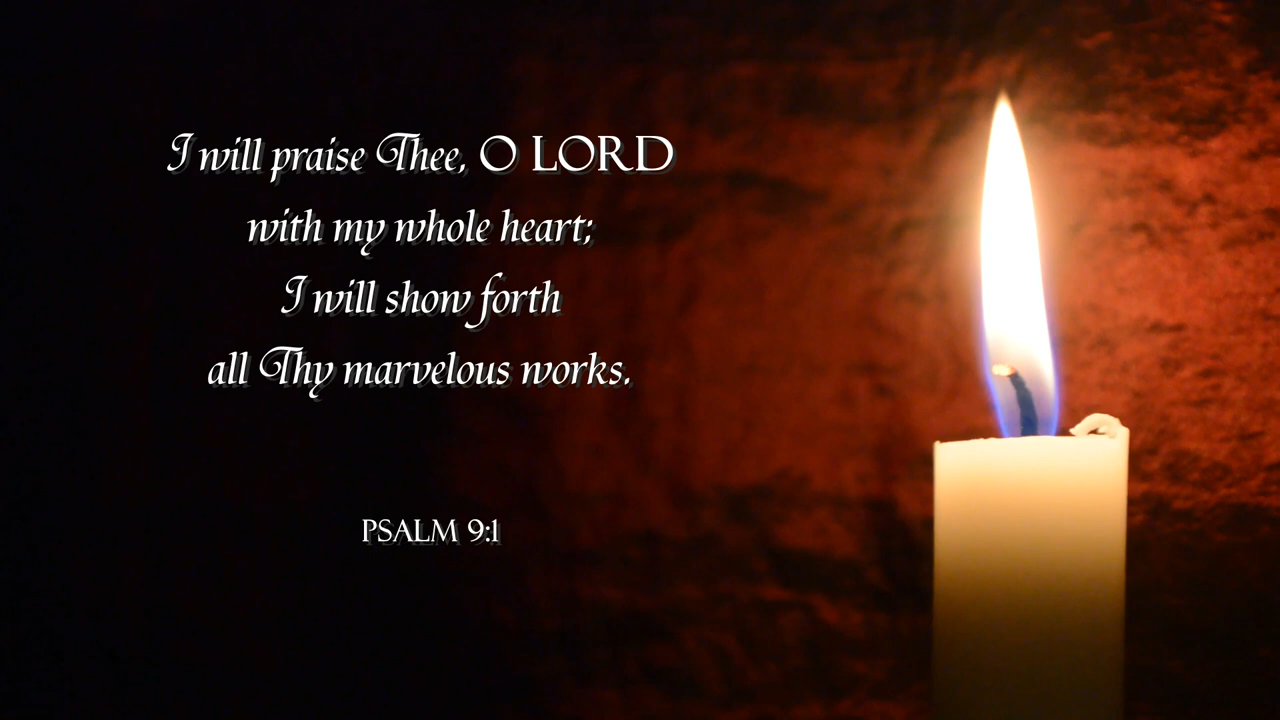 I will praise Thee, O LORD
with my whole heart;
I will show forth
all Thy marvelous works.
PSALM 9:1